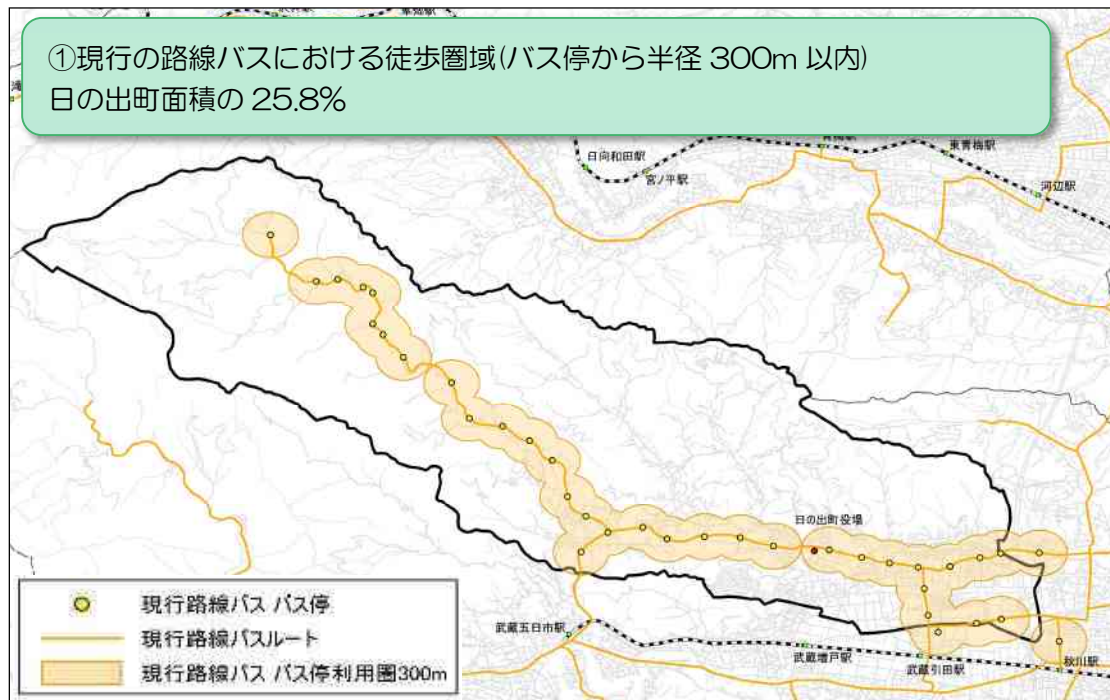 ①現行の路線バスにおける徒歩圏域(バス停から半径 300m 以内)
日の出町面積の 25.8%
日向和田駅
宮ノ平駅
東青梅駅
河辺駅
日の出町役場
武蔵五日市駅
武蔵増戸駅
武蔵引田駅
秋川駅
現行路線バス バス停
現行路線バスルート
現行路線バス バス停利用圏300m